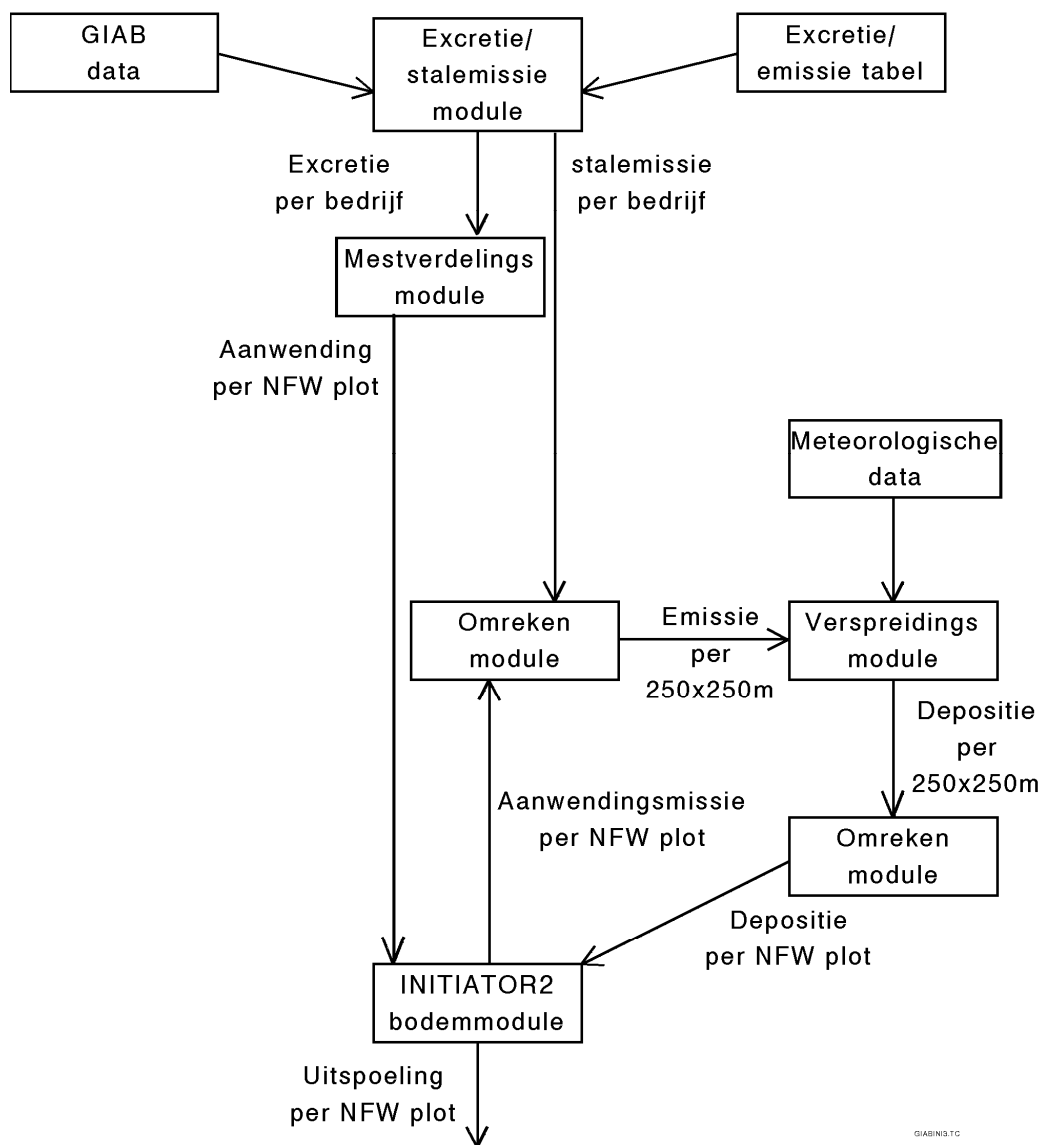 GIAB
data
Excretie/
stalemissie
module
Excretie/
emissie tabel
Excretie
per bedrijf
stalemissie
per bedrijf
Mestverdelings
module
Aanwending
per NFW plot
Meteorologische
data
Omreken
module
Emissie
per
250x250m
Verspreidings
module
Depositie
per
250x250m
Aanwendingsmissie
per NFW plot
Omreken
module
Depositie
per NFW plot
INITIATOR2
bodemmodule
Uitspoeling
per NFW plot
GIABINI3.TC